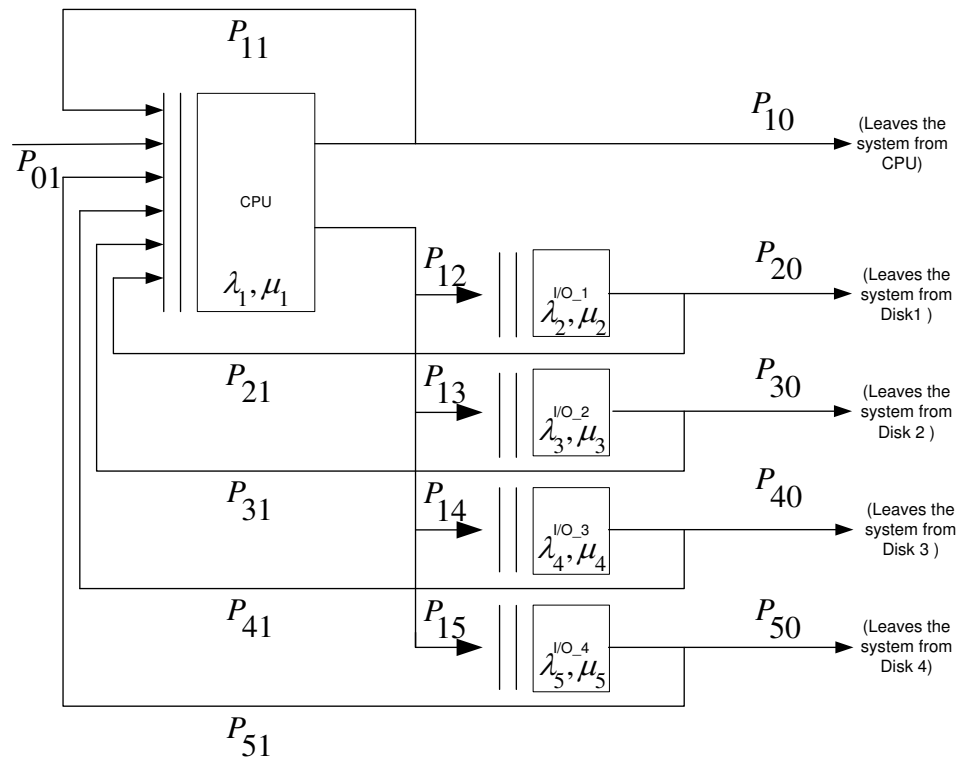 P11
P10
(Leaves the
system from
CPU)
P01
CPU
λ1, μ1
P12
I/O_1
λ2, μ2
P20
(Leaves the
system from
Disk1 )
P21
P13
I/O_2
λ3, μ3
P30
(Leaves the
system from
Disk 2 )
P31
P14
I/O_3
λ4, μ4
P40
(Leaves the
system from
Disk 3 )
P41
P15
I/O_4
λ5, μ5
P50
(Leaves the
system from
Disk 4)
P51